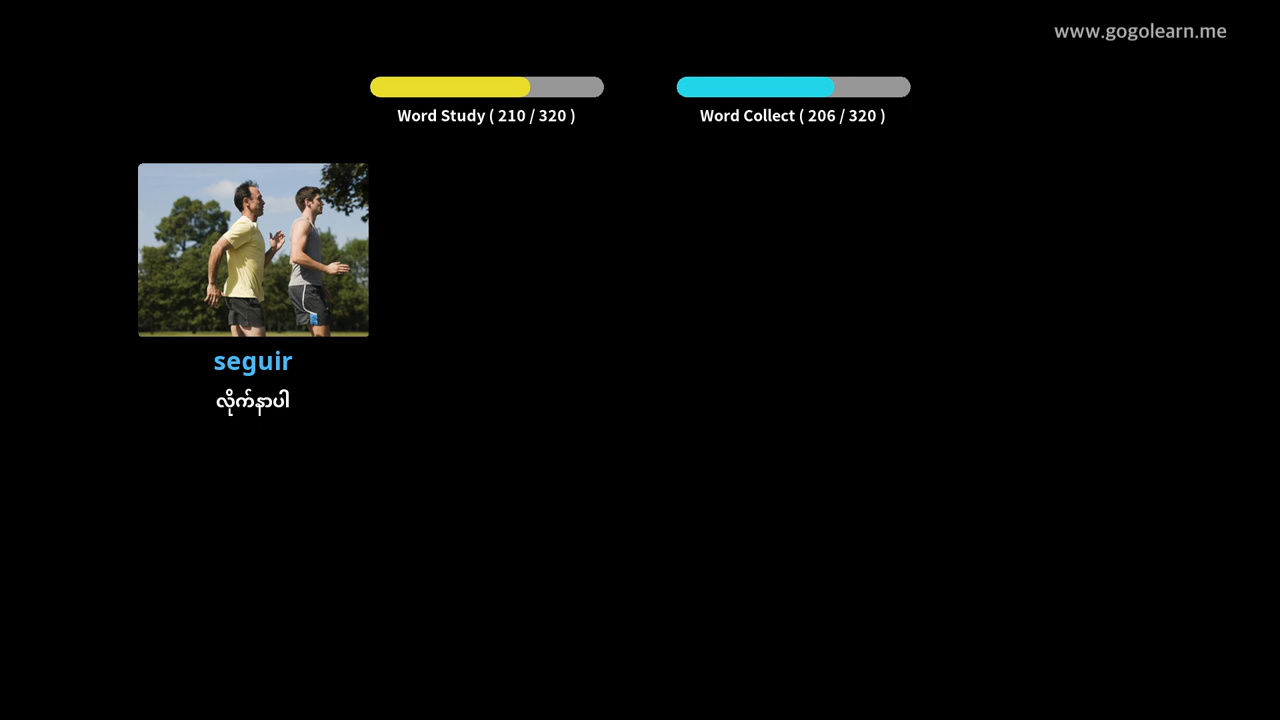 www.gogolearn.me
Word Study ( 210 / 320 )
Word Collect ( 206 / 320 )
seguir
လိုက်နာပါ